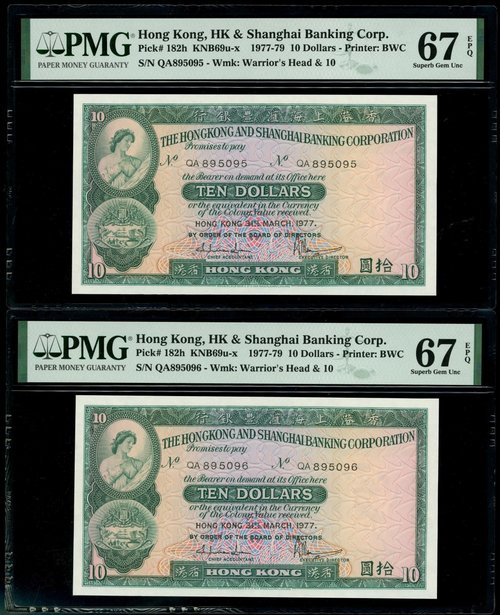 PMG
PAPER MONEY GUARANTY
Hong Kong, HK & Shanghai Banking Corp.
Pick# 182h KNB69u-x 1977-79 10 Dollars - Printer: BWC
S/N QA895095 - Wmk: Warrior's Head & 10
67 EPQ
Superb Gem Unc
10
行銀豐滙海上港香
THE HONGKONG AND SHANGHAI BANKING CORPORATION
Promises to pay
No QA 895095 No QA 895095
the Bearer on demand at its Office here
TEN DOLLARS
or the equivalent in the Currency
of the Colony, Value received.
HONG KONG 31ST MARCH, 1977.
BY ORDER OF THE BOARD OF DIRECTORS
CHIEF ACCOUNTANT EXECUTIVE DIRECTOR
10 港香 HONG KONG 港香 圓拾 10
PMG
PAPER MONEY GUARANTY
Hong Kong, HK & Shanghai Banking Corp.
Pick# 182h KNB69u-x 1977-79 10 Dollars - Printer: BWC
S/N QA895096 - Wmk: Warrior's Head & 10
67 EPQ
Superb Gem Unc
10
行銀豐滙海上港香
THE HONGKONG AND SHANGHAI BANKING CORPORATION
Promises to pay
No QA 895096 No QA 895096
the Bearer on demand at its Office here
TEN DOLLARS
or the equivalent in the Currency
of the Colony, Value received.
HONG KONG 31ST MARCH, 1977.
BY ORDER OF THE BOARD OF DIRECTORS
CHIEF ACCOUNTANT EXECUTIVE DIRECTOR
10 港香 HONG KONG 港香 圓拾 10